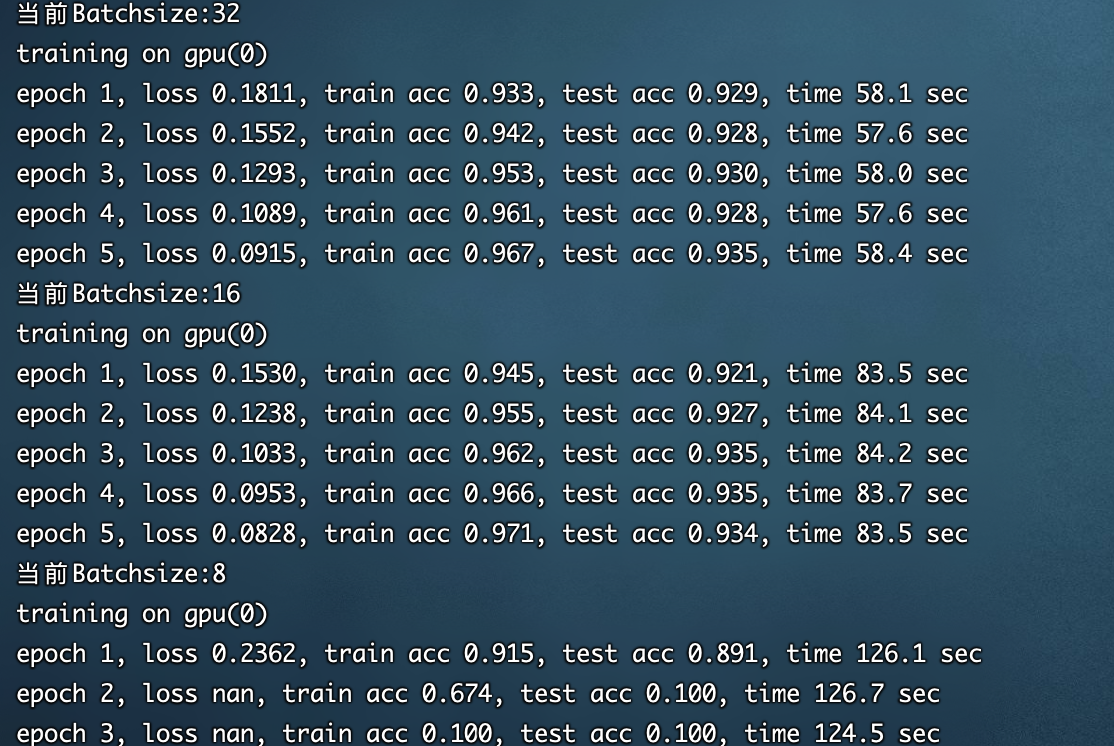 当前Batchsize:32
training on gpu(0)
epoch 1, loss 0.1811, train acc 0.933, test acc 0.929, time 58.1 sec
epoch 2, loss 0.1552, train acc 0.942, test acc 0.928, time 57.6 sec
epoch 3, loss 0.1293, train acc 0.953, test acc 0.930, time 58.0 sec
epoch 4, loss 0.1089, train acc 0.961, test acc 0.928, time 57.6 sec
epoch 5, loss 0.0915, train acc 0.967, test acc 0.935, time 58.4 sec
当前Batchsize:16
training on gpu(0)
epoch 1, loss 0.1530, train acc 0.945, test acc 0.921, time 83.5 sec
epoch 2, loss 0.1238, train acc 0.955, test acc 0.927, time 84.1 sec
epoch 3, loss 0.1033, train acc 0.962, test acc 0.935, time 84.2 sec
epoch 4, loss 0.0953, train acc 0.966, test acc 0.935, time 83.7 sec
epoch 5, loss 0.0828, train acc 0.971, test acc 0.934, time 83.5 sec
当前Batchsize:8
training on gpu(0)
epoch 1, loss 0.2362, train acc 0.915, test acc 0.891, time 126.1 sec
epoch 2, loss nan, train acc 0.674, test acc 0.100, time 126.7 sec
epoch 3, loss nan, train acc 0.100, test acc 0.100, time 124.5 sec